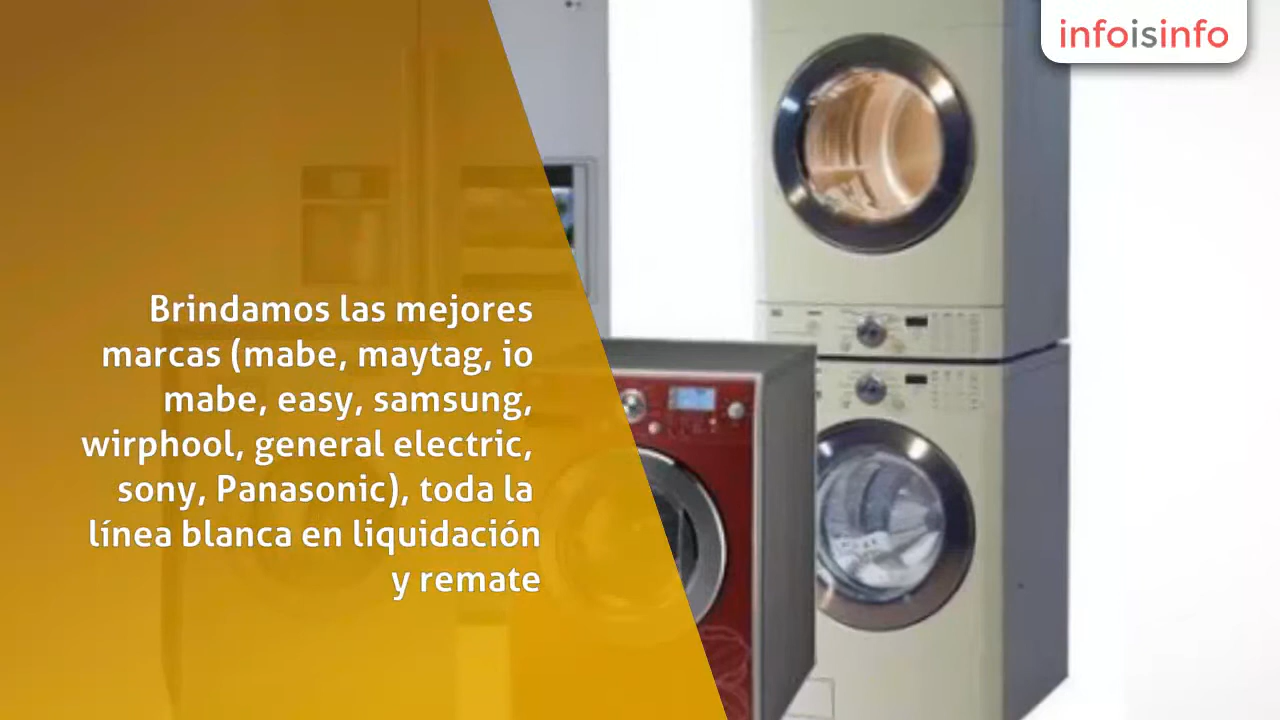 infoisinfo
Brindamos las mejores
marcas (mabe, maytag, io
mabe, easy, samsung,
wirphool, general electric,
sony, Panasonic), toda la
línea blanca en liquidación
y remate